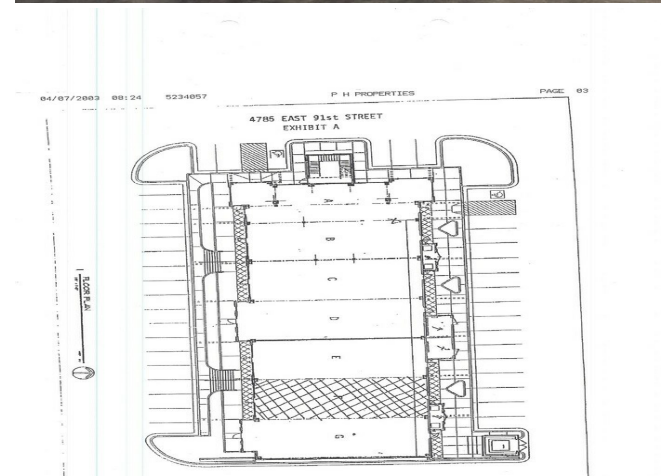 04/07/2003 08:24 5234057 P H PROPERTIES PAGE 03
4785 EAST 91st STREET
EXHIBIT A
A
B
C
D
E
F
G
FLOOR PLAN